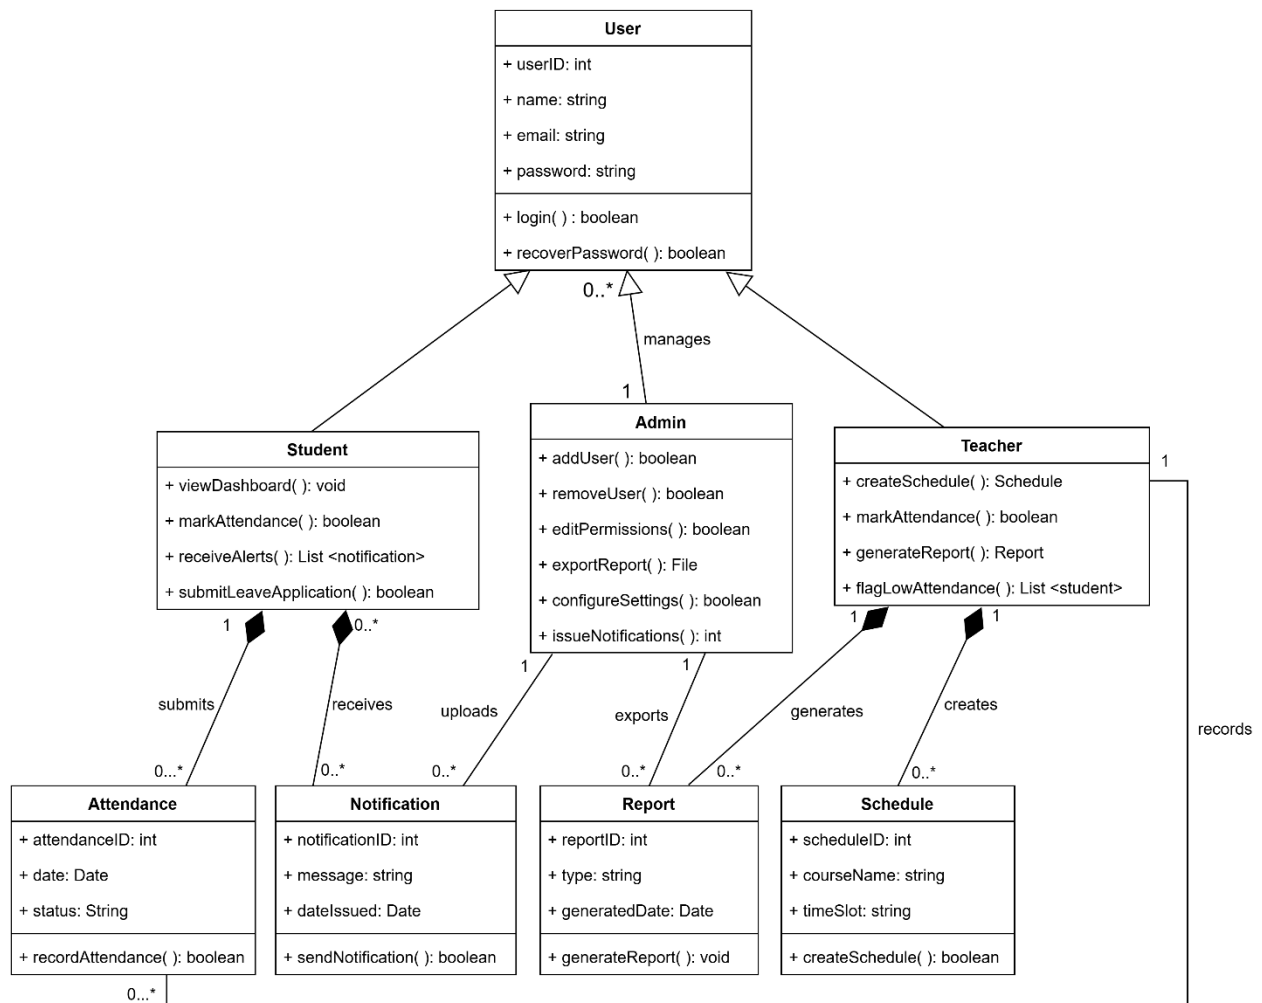 User
+ userID: int
+ name: string
+ email: string
+ password: string
+ login( ) : boolean
+ recoverPassword( ): boolean
0..*
manages
1
Student
+ viewDashboard( ): void
+ markAttendance( ): boolean
+ receiveAlerts( ): List <notification>
+ submitLeaveApplication( ): boolean
Admin
+ addUser( ): boolean
+ removeUser( ): boolean
+ editPermissions( ): boolean
+ exportReport( ): File
+ configureSettings( ): boolean
+ issueNotifications( ): int
Teacher
+ createSchedule( ): Schedule
+ markAttendance( ): boolean
+ generateReport( ): Report
+ flagLowAttendance( ): List <student>
1
1
0..*
1
1
1
1
submits
receives
uploads
exports
generates
creates
records
0...*
0..*
0..*
0..*
0..*
0..*
Attendance
+ attendanceID: int
+ date: Date
+ status: String
+ recordAttendance( ): boolean
Notification
+ notificationID: int
+ message: string
+ dateIssued: Date
+ sendNotification( ): boolean
Report
+ reportID: int
+ type: string
+ generatedDate: Date
+ generateReport( ): void
Schedule
+ scheduleID: int
+ courseName: string
+ timeSlot: string
+ createSchedule( ): boolean
0...*